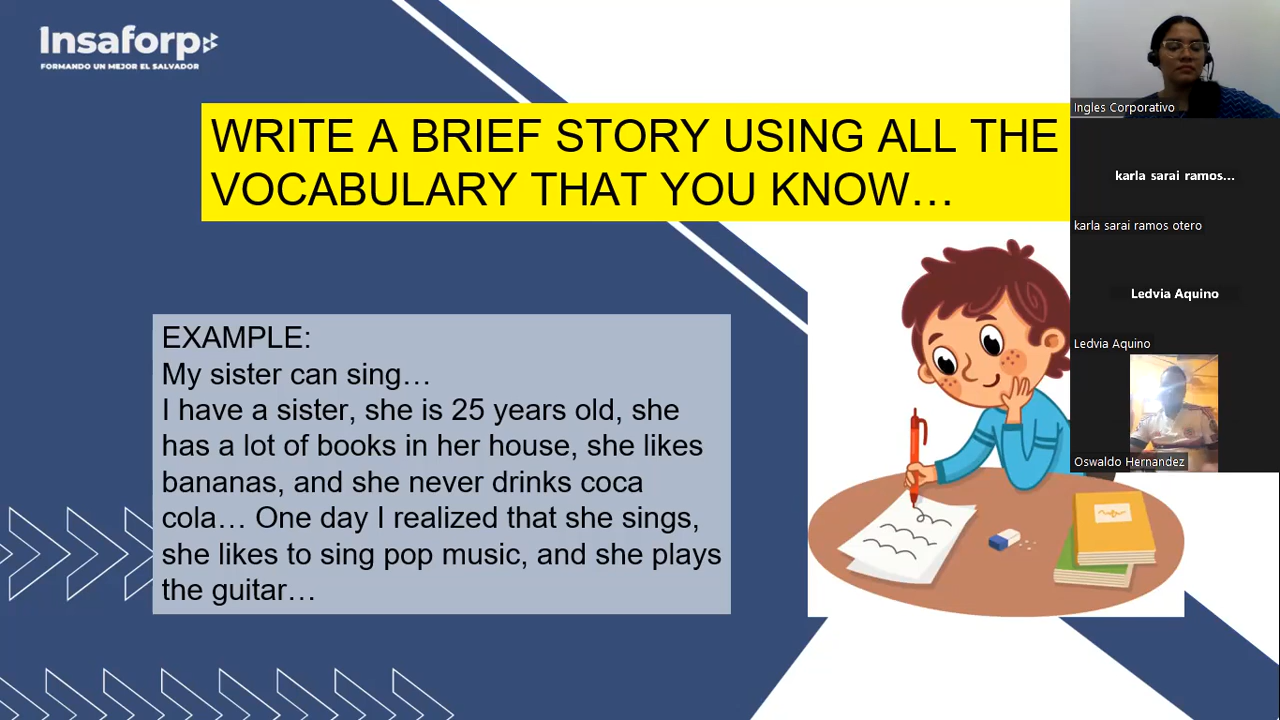 Insaforp
FORMANDO UN MEJOR EL SALVADOR
WRITE A BRIEF STORY USING ALL THE
VOCABULARY THAT YOU KNOW…
EXAMPLE:
My sister can sing…
I have a sister, she is 25 years old, she
has a lot of books in her house, she likes
bananas, and she never drinks coca
cola… One day I realized that she sings,
she likes to sing pop music, and she plays
the guitar…
Ingles Corporativo
karla sarai ramos...
karla sarai ramos otero
Ledvia Aquino
Ledvia Aquino
Oswaldo Hernandez